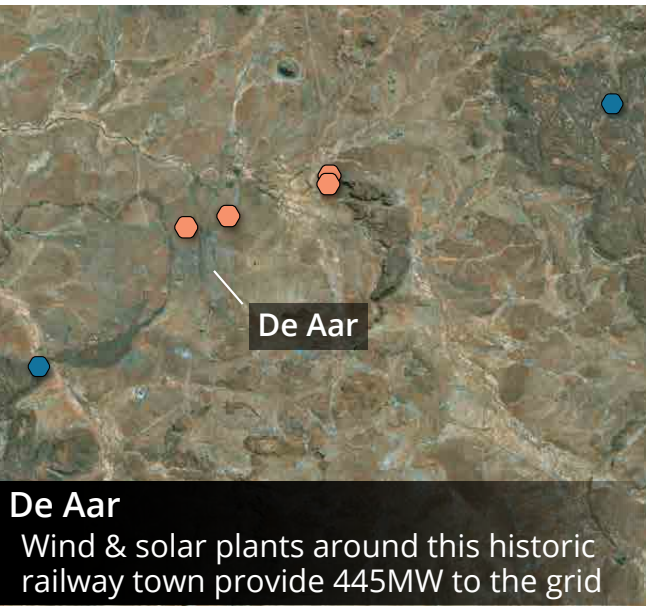 De Aar
De Aar
Wind & solar plants around this historic
railway town provide 445MW to the grid